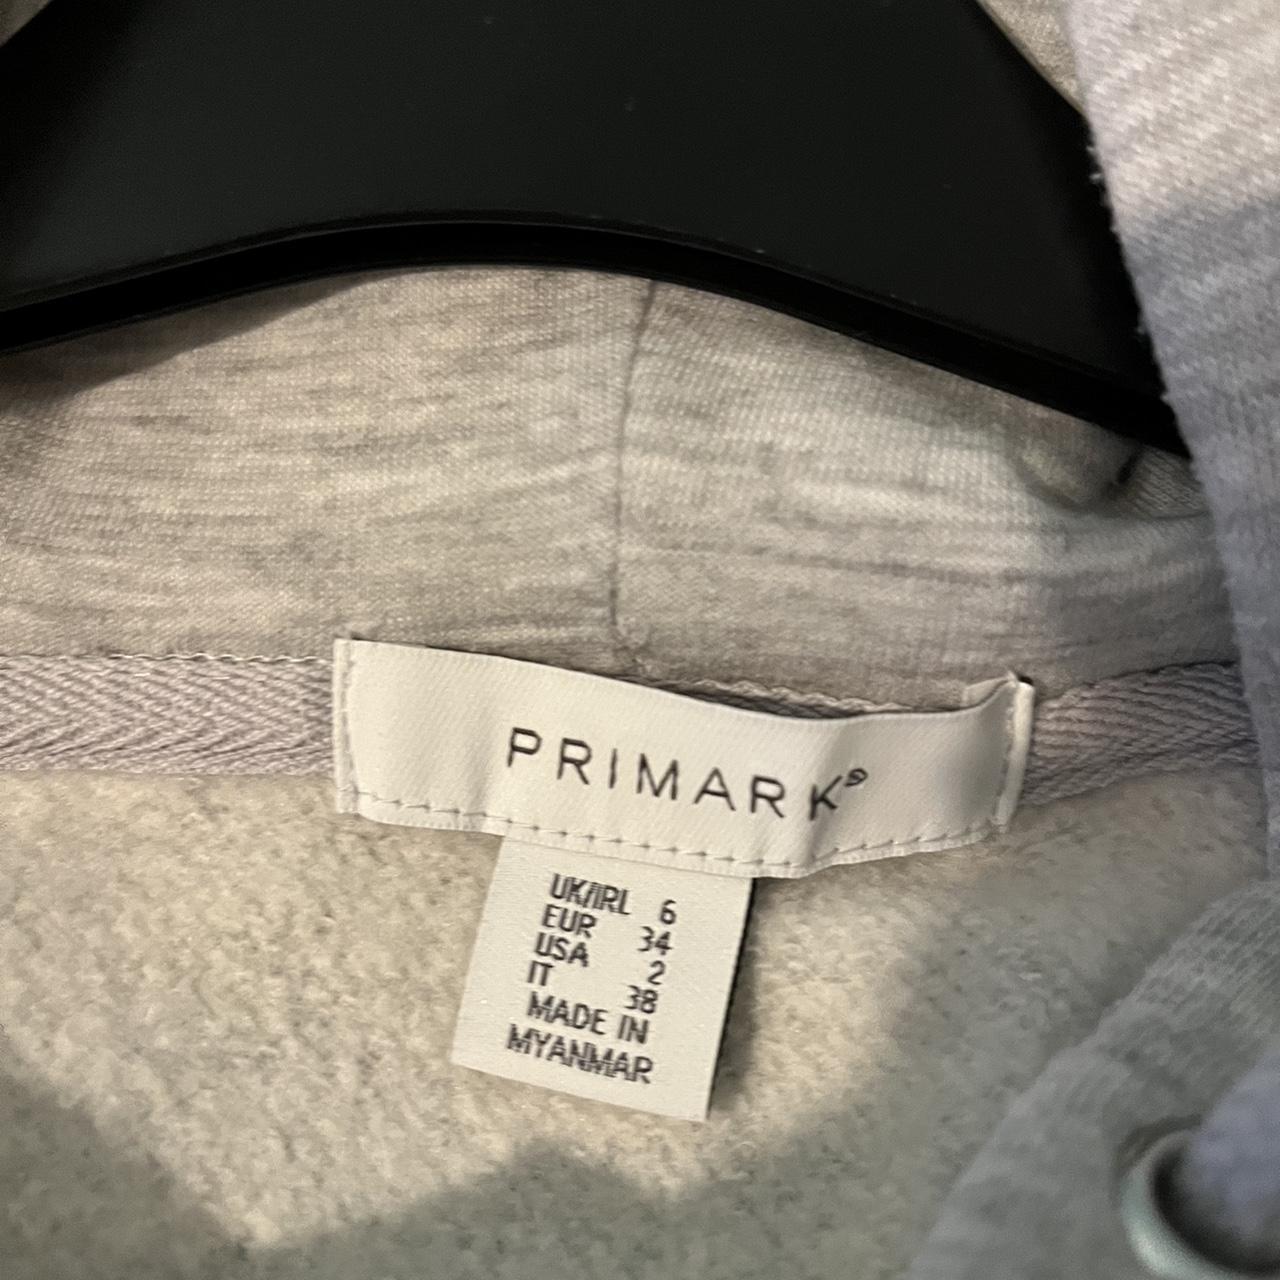 PRIMARK®
UK/IRL 6
EUR 34
USA 2
IT 38
MADE IN
MYANMAR